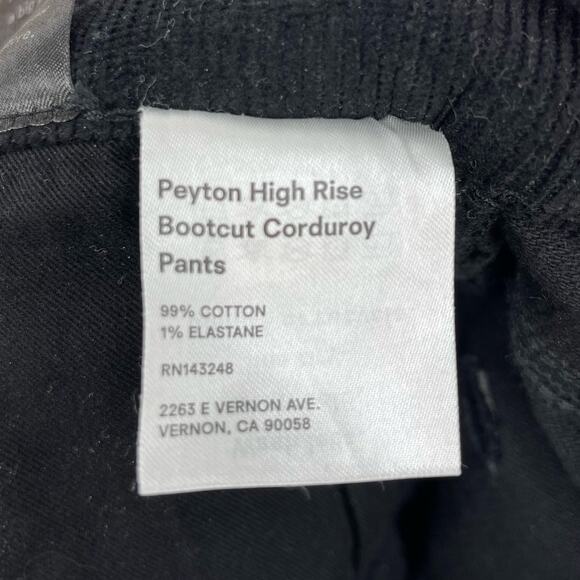 Peyton High Rise
Bootcut Corduroy
Pants
99% COTTON
1% ELASTANE
RN143248
2263 E VERNON AVE.
VERNON, CA 90058